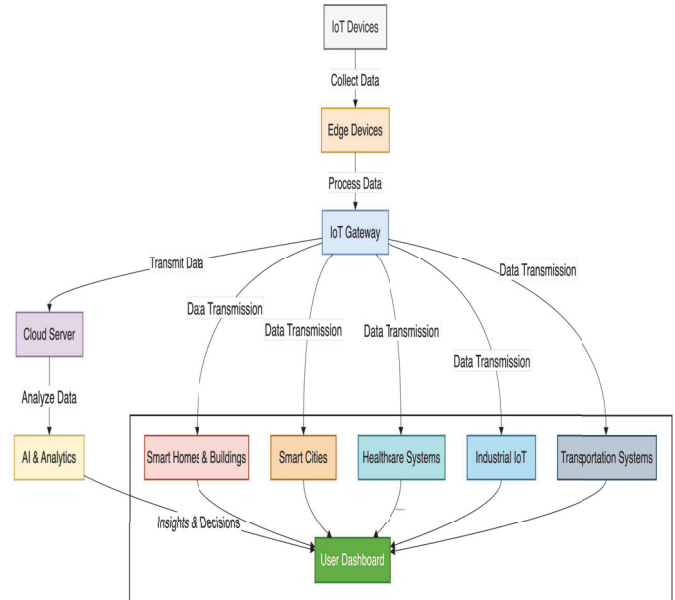 IoT Devices
Collect Data
Edge Devices
Process Data
IoT Gateway
Transmit Data
Data Transmission
Data Transmission
Data Transmission
Data Transmission
Data Transmission
Cloud Server
Analyze Data
AI & Analytics
Smart Homes & Buildings
Smart Cities
Healthcare Systems
Industrial IoT
Transportation Systems
Insights & Decisions
User Dashboard